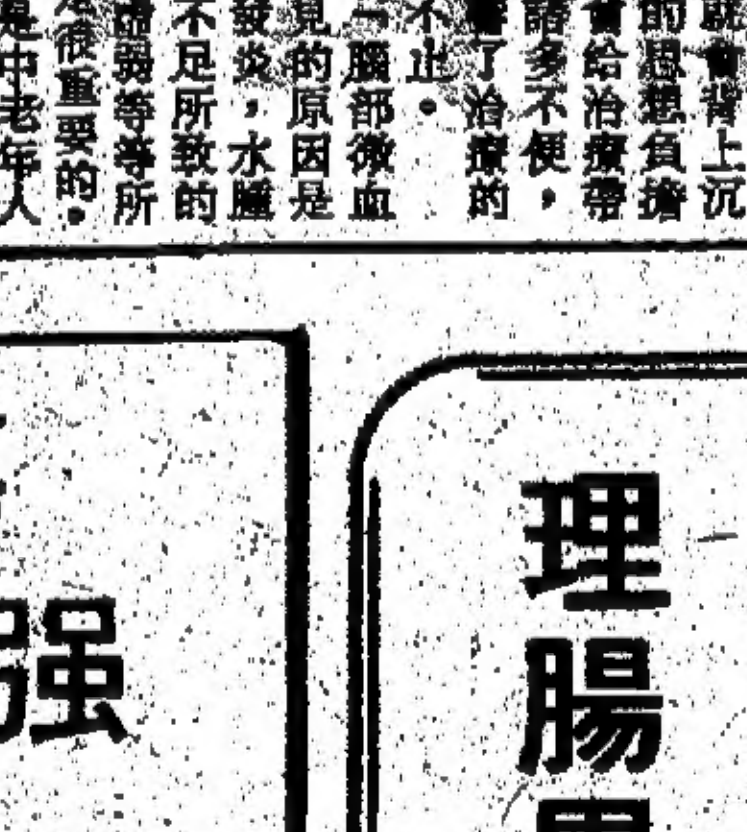 就會背上沉
的思想負擔
會給治療帶
諸多不便，
了治療的
不止。
腦部微血
見的原因是
發炎，水腫
不足所致的
虛弱等等所
很重要的。
是中老年人
理腸
强